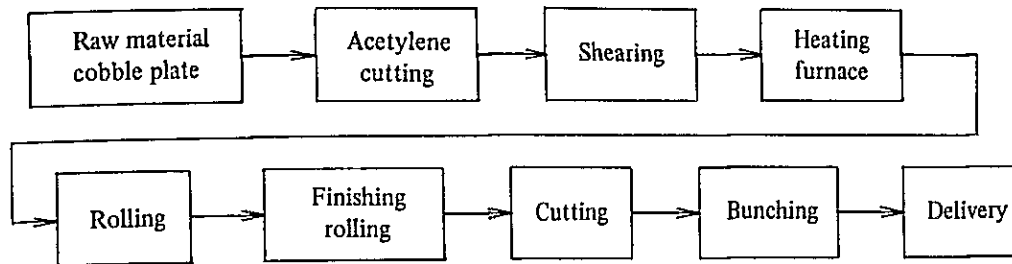 Raw material
cobble plate
Acetylene
cutting
Shearing
Heating
furnace
Rolling
Finishing
rolling
Cutting
Bunching
Delivery